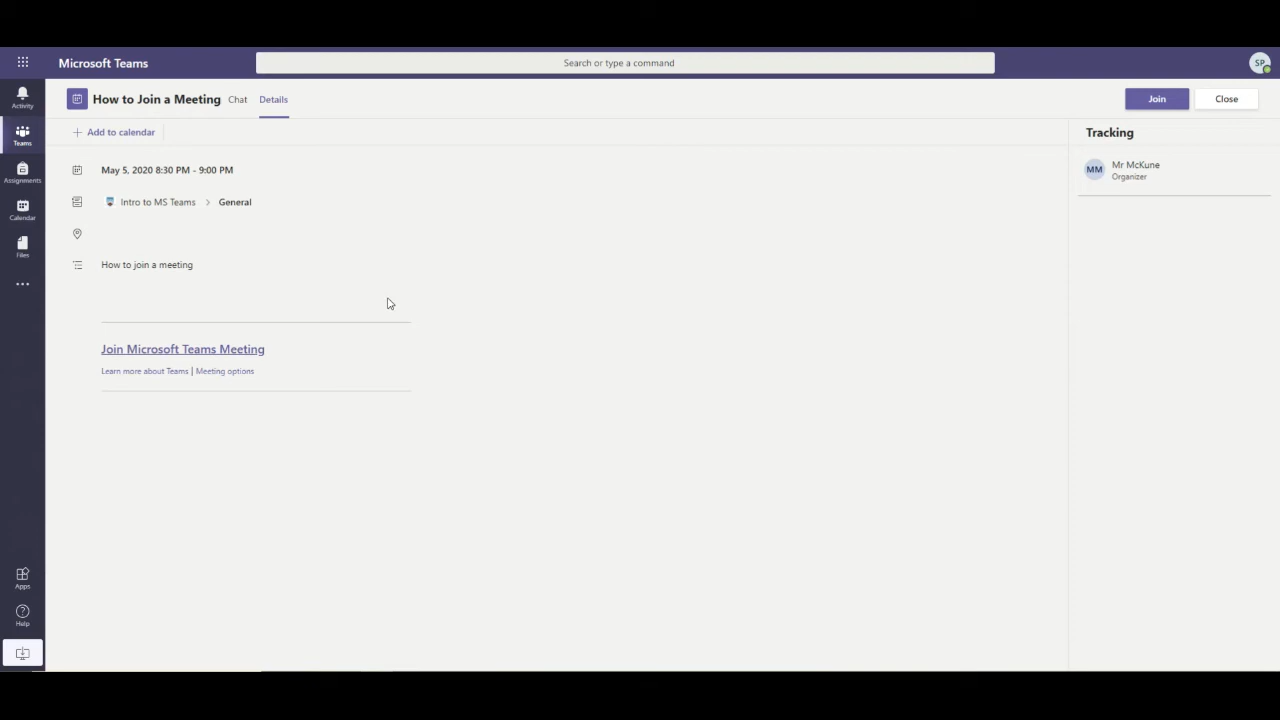 Microsoft Teams
Search or type a command
SP
Activity
Teams
Assignments
Calendar
Files
Apps
Help
How to Join a Meeting Chat Details
Join Close
+ Add to calendar
May 5, 2020 8:30 PM - 9:00 PM
Intro to MS Teams > General
How to join a meeting
Join Microsoft Teams Meeting
Learn more about Teams | Meeting options
Tracking
MM
Mr McKune
Organizer